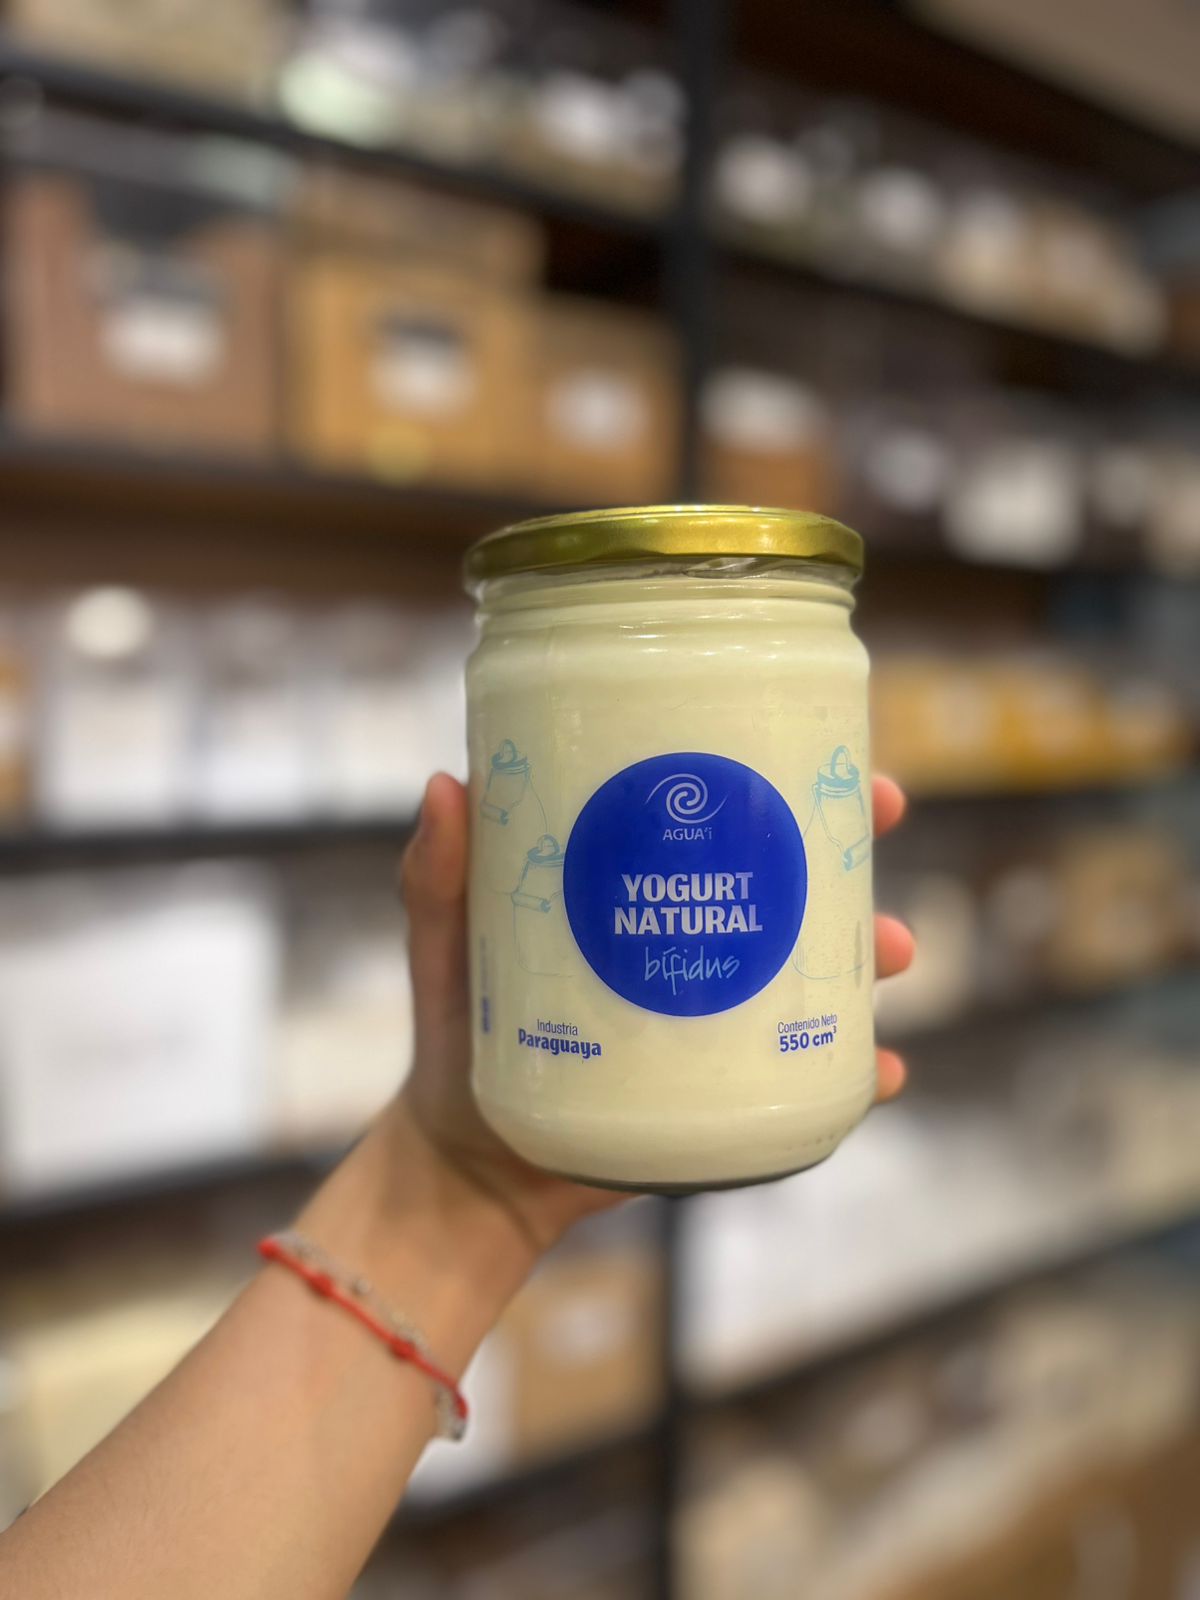 AGUA'i
YOGURT
NATURAL
bífidus
Industria
Paraguaya
Contenido Neto
550 cm³